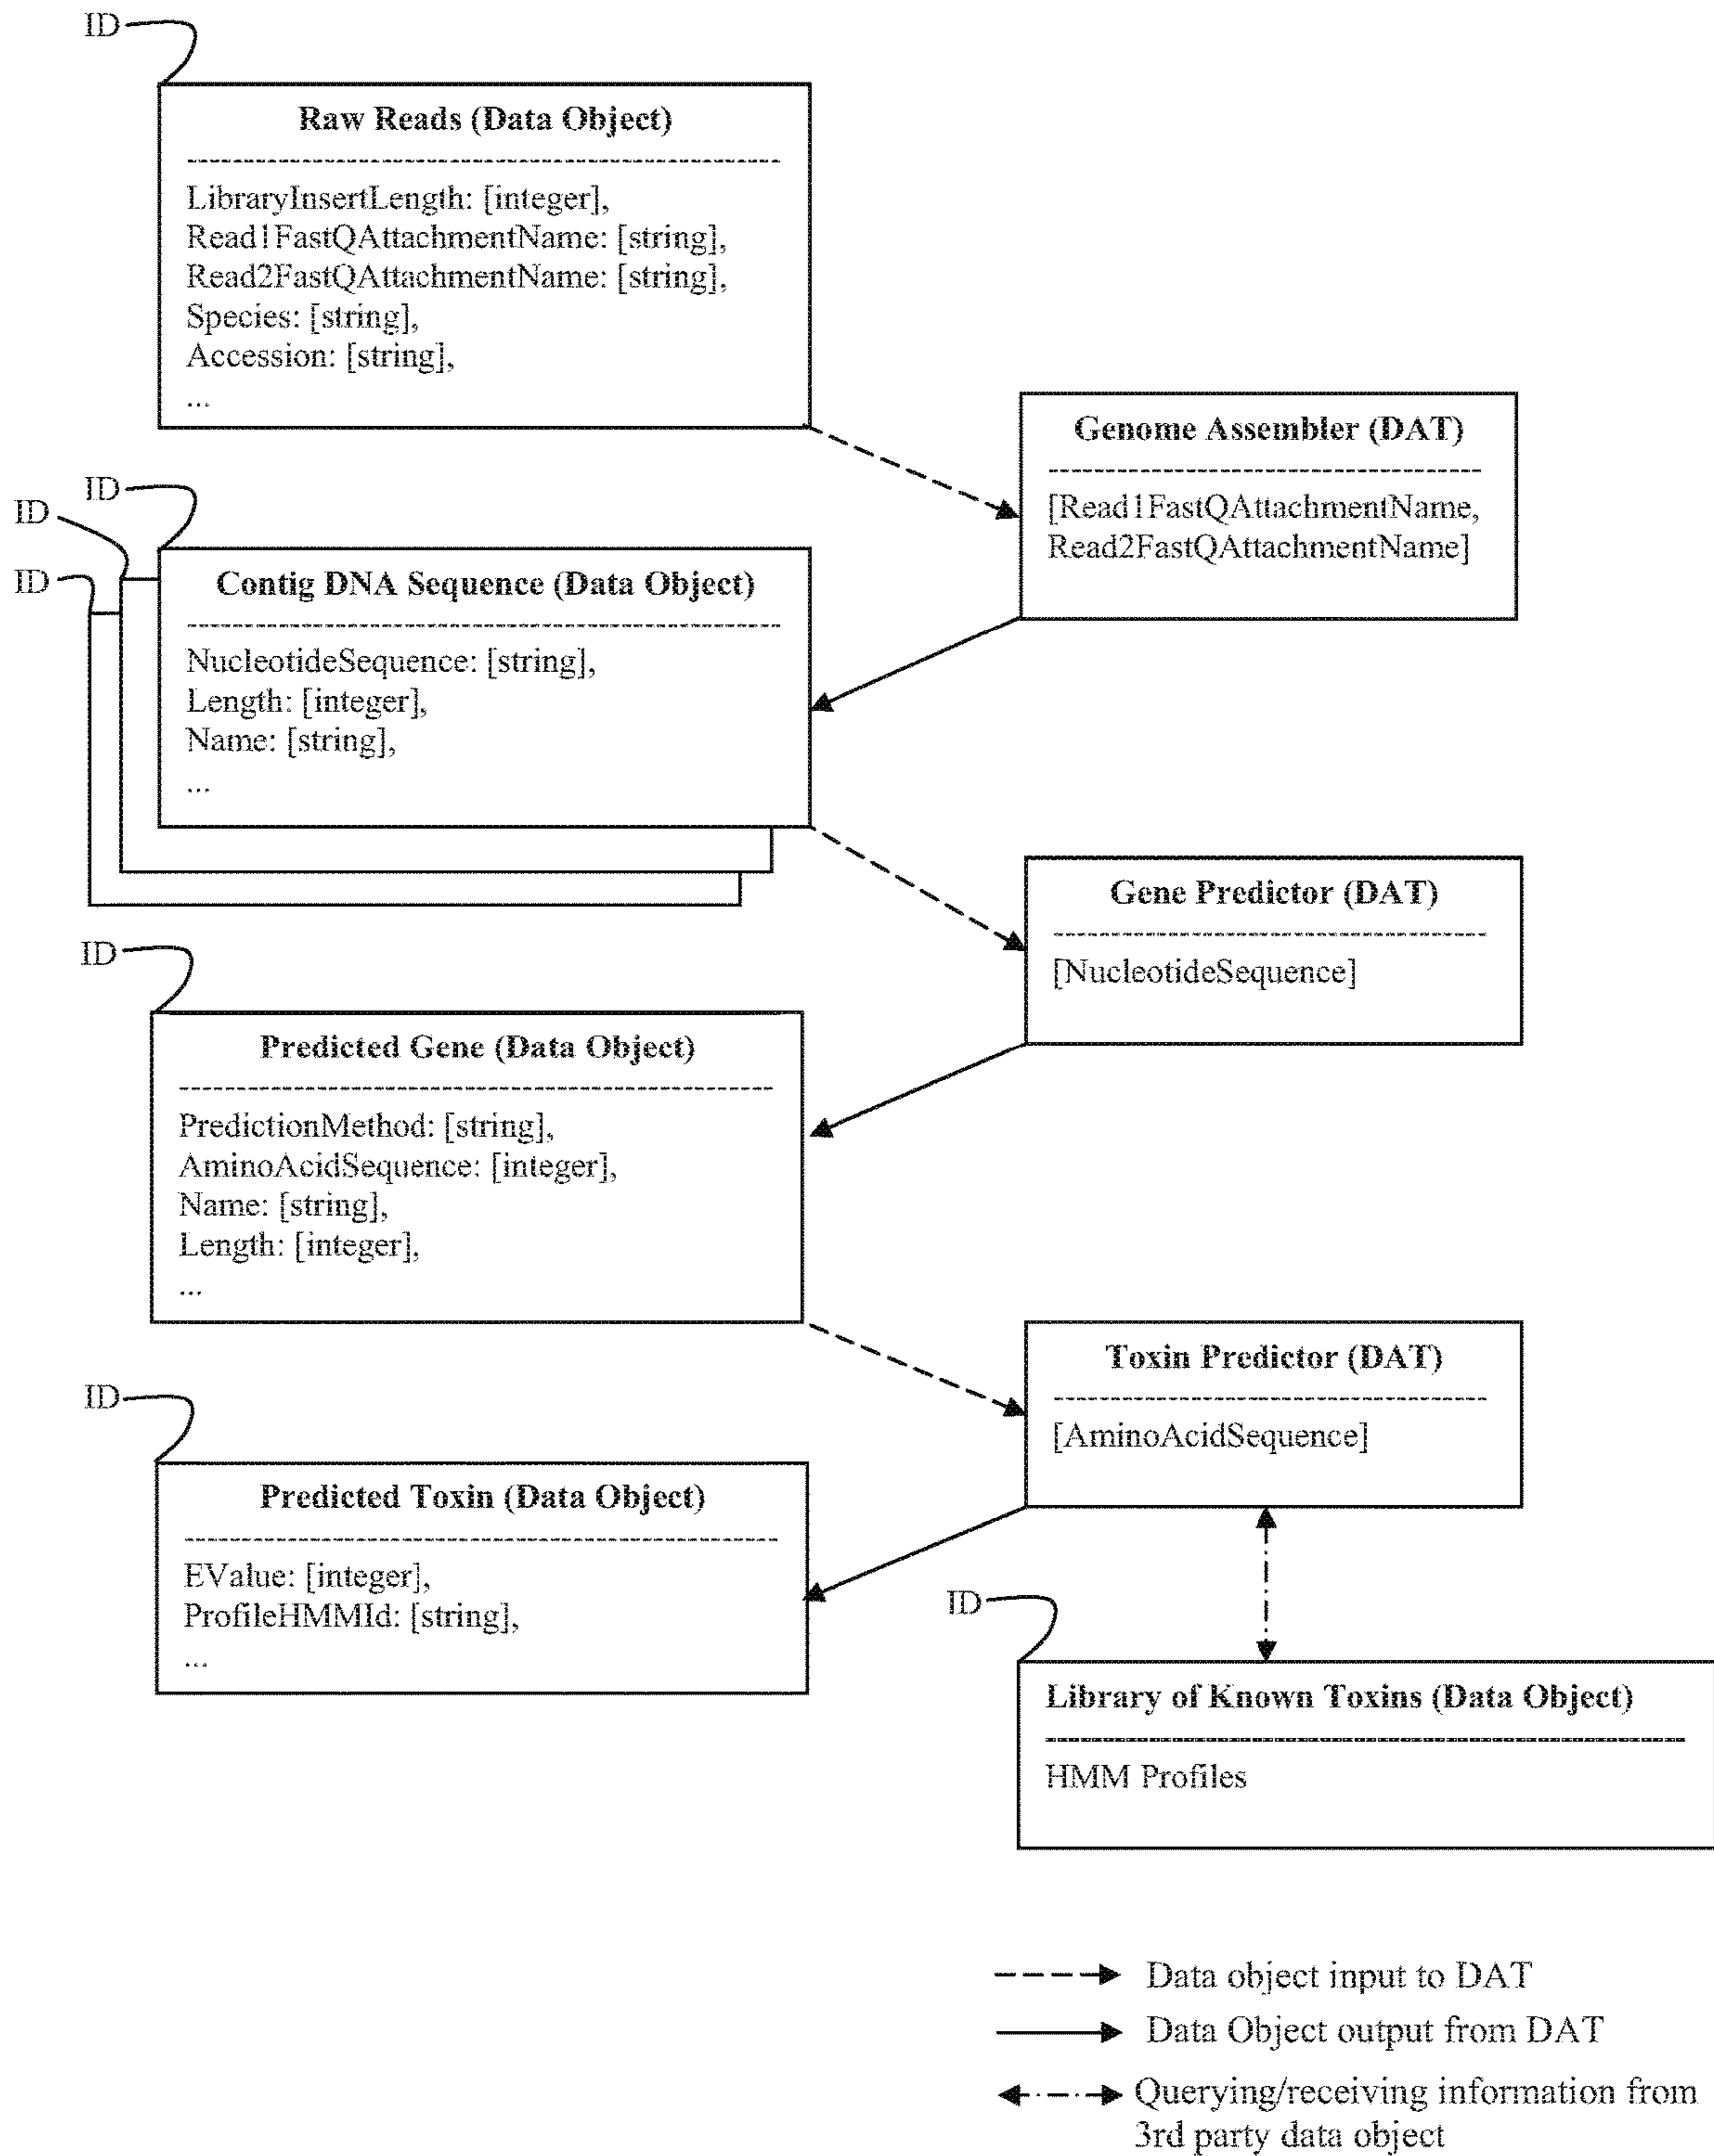 ID
Raw Reads (Data Object)
LibraryInsertLength: [integer],
Read1FastQAttachmentName: [string],
Read2FastQAttachmentName: [string],
Species: [string],
Accession: [string],
...
Genome Assembler (DAT)
[Read1FastQAttachmentName,
Read2FastQAttachmentName]
ID
ID
ID
Contig DNA Sequence (Data Object)
NucleotideSequence: [string],
Length: [integer],
Name: [string],
...
Gene Predictor (DAT)
[NucleotideSequence]
ID
Predicted Gene (Data Object)
PredictionMethod: [string],
AminoAcidSequence: [integer],
Name: [string],
Length: [integer],
...
Toxin Predictor (DAT)
[AminoAcidSequence]
ID
Predicted Toxin (Data Object)
EValue: [integer],
ProfileHMMId: [string],
...
ID
Library of Known Toxins (Data Object)
HMM Profiles
Data object input to DAT
Data Object output from DAT
Querying/receiving information from
3rd party data object